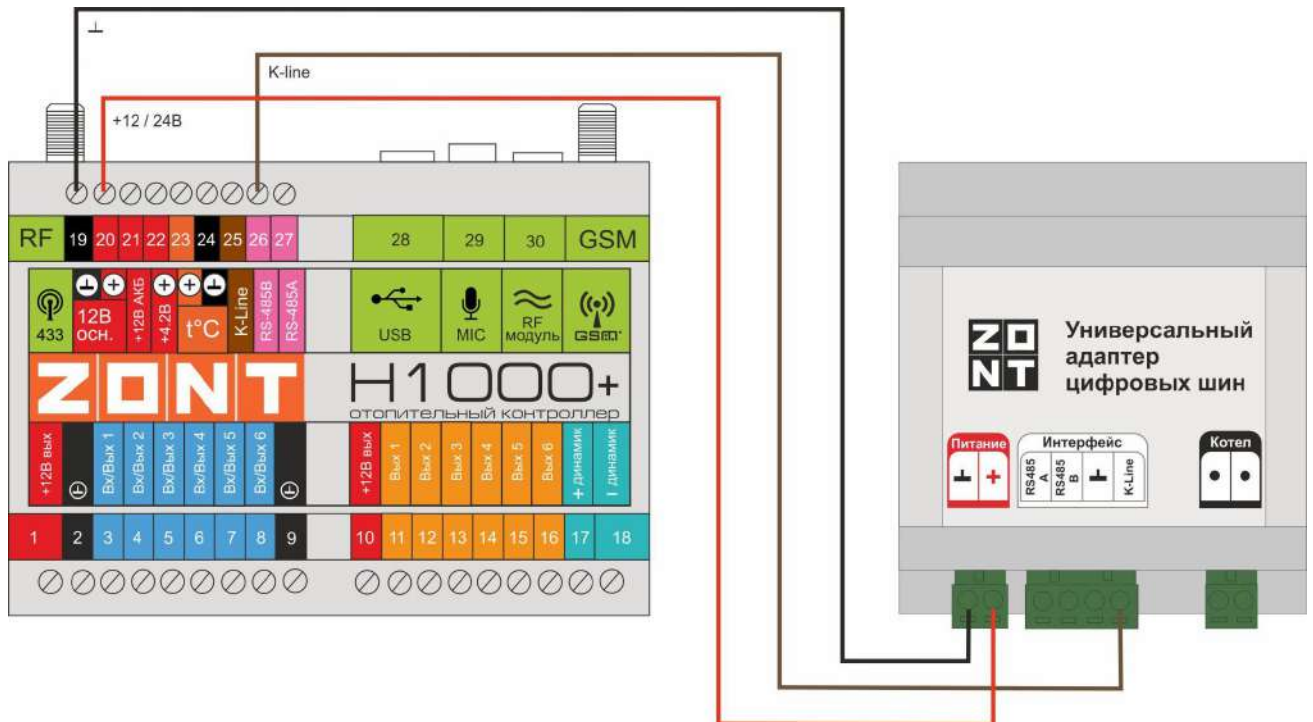 ⊥
K-line
+12 / 24В
RF 19 20 21 22 23 24 25 26 27 28 29 30 GSM
433
12В
осн.
+12В АКБ
+4.2В
t°C
K-Line
RS-485B
RS-485A
USB
MIC
RF
модуль
GSM
ZONT
H1000+
отопительный контроллер
+12В вых
Вх/Вых 1
Вх/Вых 2
Вх/Вых 3
Вх/Вых 4
Вх/Вых 5
Вх/Вых 6
+12В вых
Вых 1
Вых 2
Вых 3
Вых 4
Вых 5
Вых 6
+ динамик
– динамик
1 2 3 4 5 6 7 8 9 10 11 12 13 14 15 16 17 18
ZONT
Универсальный
адаптер
цифровых шин
Питание
⊥ +
Интерфейс
RS485
A
RS485
B
⊥
K-Line
Котел